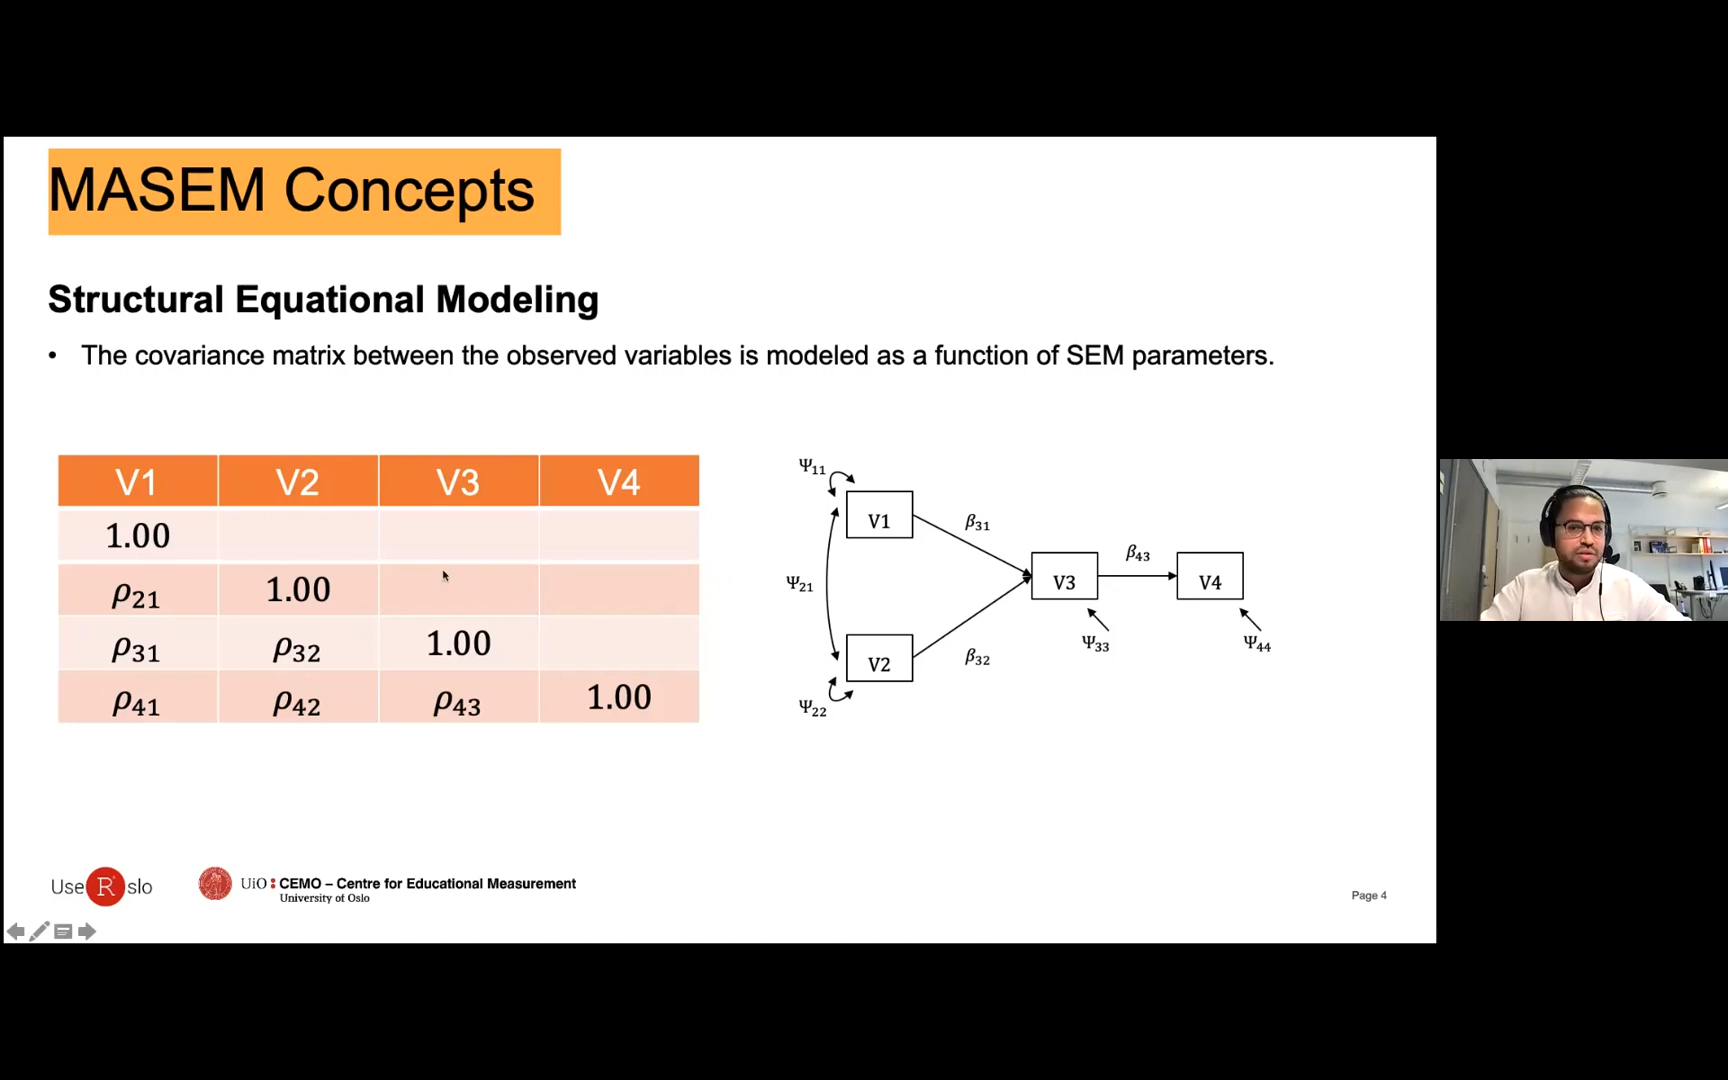 MASEM Concepts
Structural Equational Modeling
• The covariance matrix between the observed variables is modeled as a function of SEM parameters.
V1 V2 V3 V4
1.00
ρ21 1.00
ρ31 ρ32 1.00
ρ41 ρ42 ρ43 1.00
Ψ11
V1
β31
Ψ21
β43
V3
V4
Ψ33
Ψ44
V2
β32
Ψ22
Use R slo
UiO: CEMO – Centre for Educational Measurement
University of Oslo
Page 4